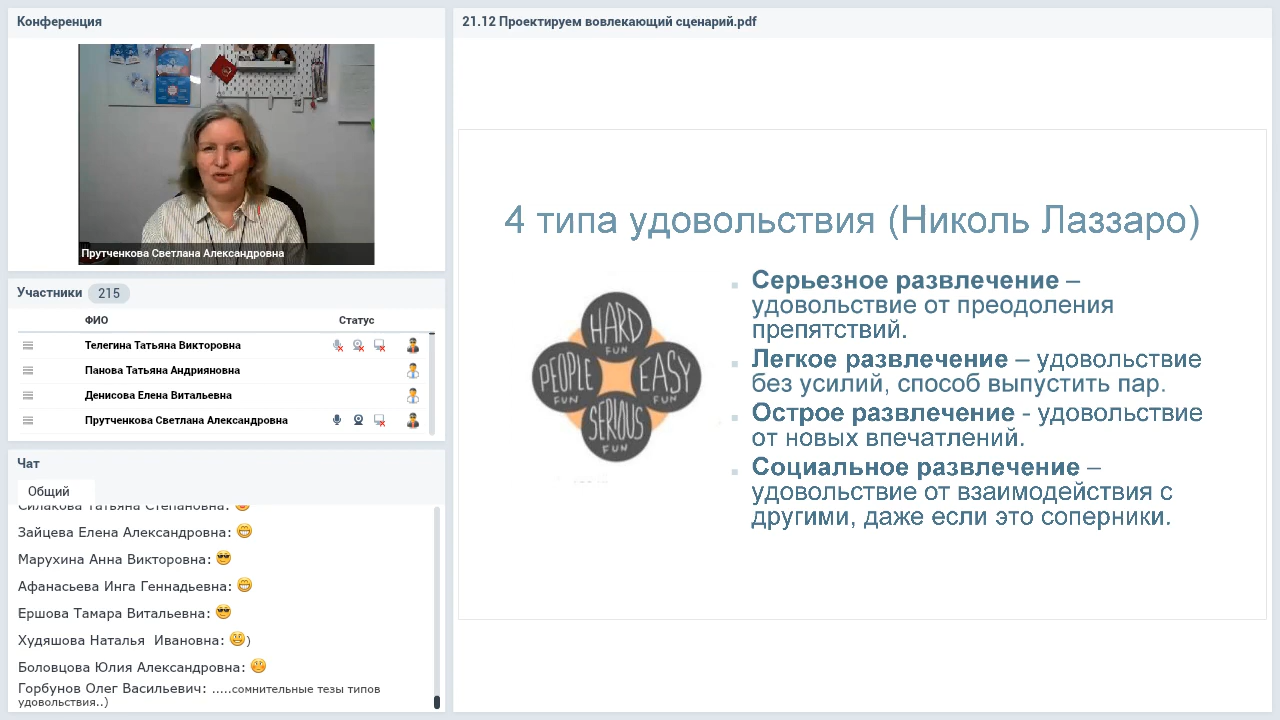 Конференция
Прутченкова Светлана Александровна
Участники 215
ФИО Статус
Телегина Татьяна Викторовна
Панова Татьяна Андрияновна
Денисова Елена Витальевна
Прутченкова Светлана Александровна
Чат
Общий
Силакова Татьяна Степановна:
Зайцева Елена Александровна:
Марухина Анна Викторовна:
Афанасьева Инга Геннадьевна:
Ершова Тамара Витальевна:
Худяшова Наталья  Ивановна: )
Боловцова Юлия Александровна:
Горбунов Олег Васильевич: .....сомнительные тезы типов
удовольствия..)
21.12 Проектируем вовлекающий сценарий.pdf
4 типа удовольствия (Николь Лаззаро)
HARD
FUN
PEOPLE
FUN
EASY
FUN
SERIOUS
FUN
Серьезное развлечение –
удовольствие от преодоления
препятствий.
Легкое развлечение – удовольствие
без усилий, способ выпустить пар.
Острое развлечение - удовольствие
от новых впечатлений.
Социальное развлечение –
удовольствие от взаимодействия с
другими, даже если это соперники.